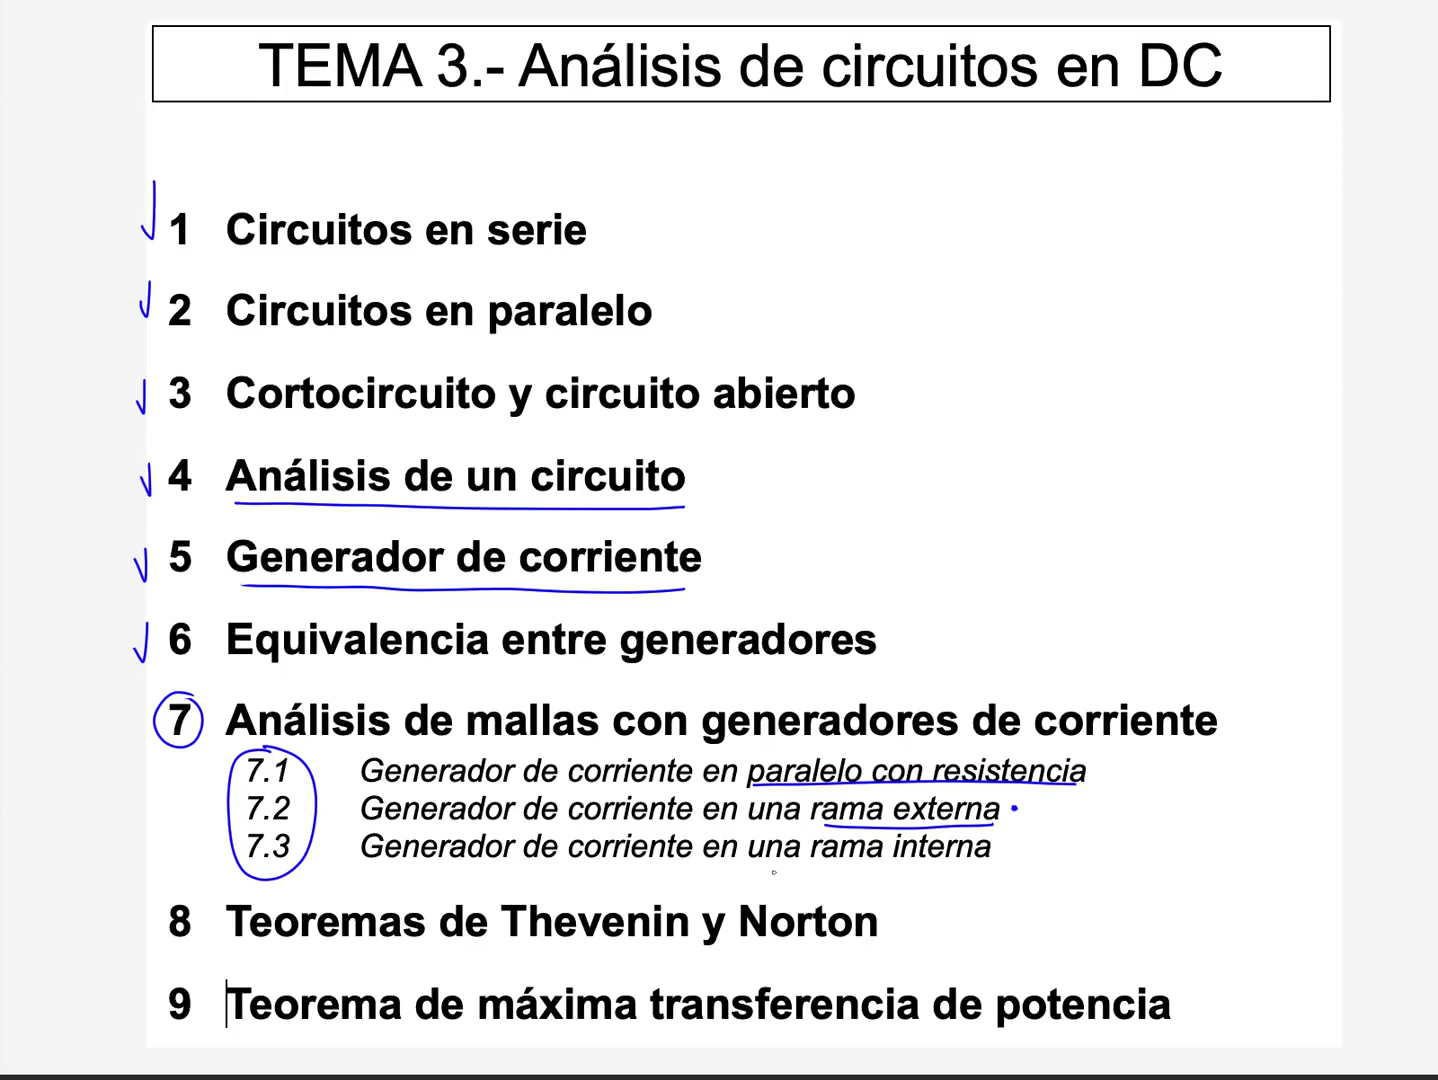 TEMA 3.- Análisis de circuitos en DC
1 Circuitos en serie
2 Circuitos en paralelo
3 Cortocircuito y circuito abierto
4 Análisis de un circuito
5 Generador de corriente
6 Equivalencia entre generadores
7 Análisis de mallas con generadores de corriente
7.1 Generador de corriente en paralelo con resistencia
7.2 Generador de corriente en una rama externa
7.3 Generador de corriente en una rama interna
8 Teoremas de Thevenin y Norton
9 Teorema de máxima transferencia de potencia